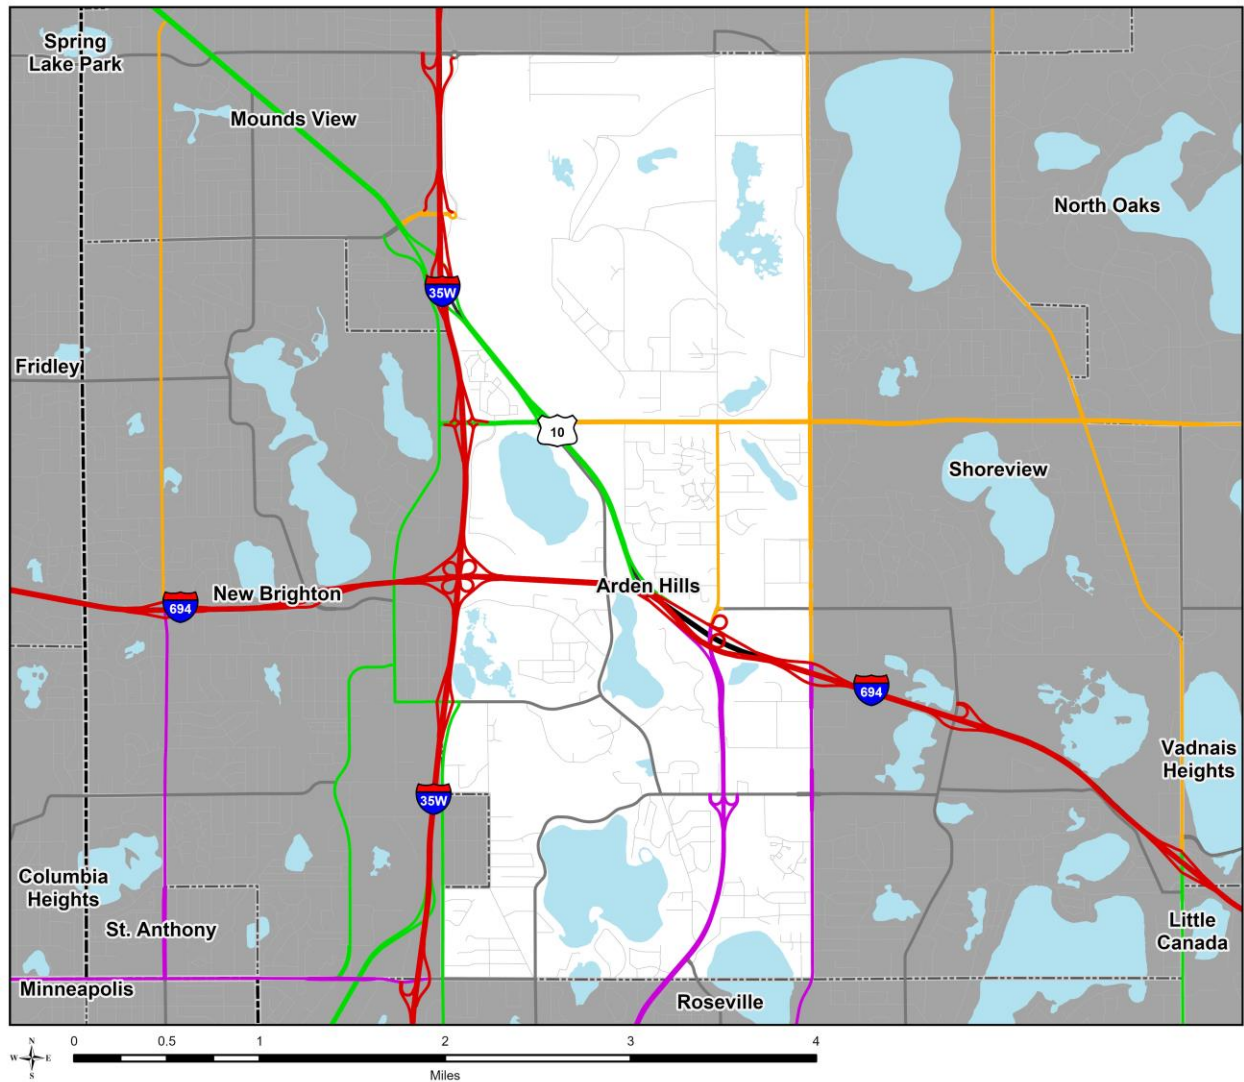 Spring
Lake Park
Mounds View
North Oaks
35W
Fridley
10
Shoreview
Arden Hills
New Brighton
694
694
Vadnais
Heights
35W
Columbia
Heights
St. Anthony
Little
Canada
Minneapolis
Roseville
N
W E
S
0 0.5 1 2 3 4
Miles